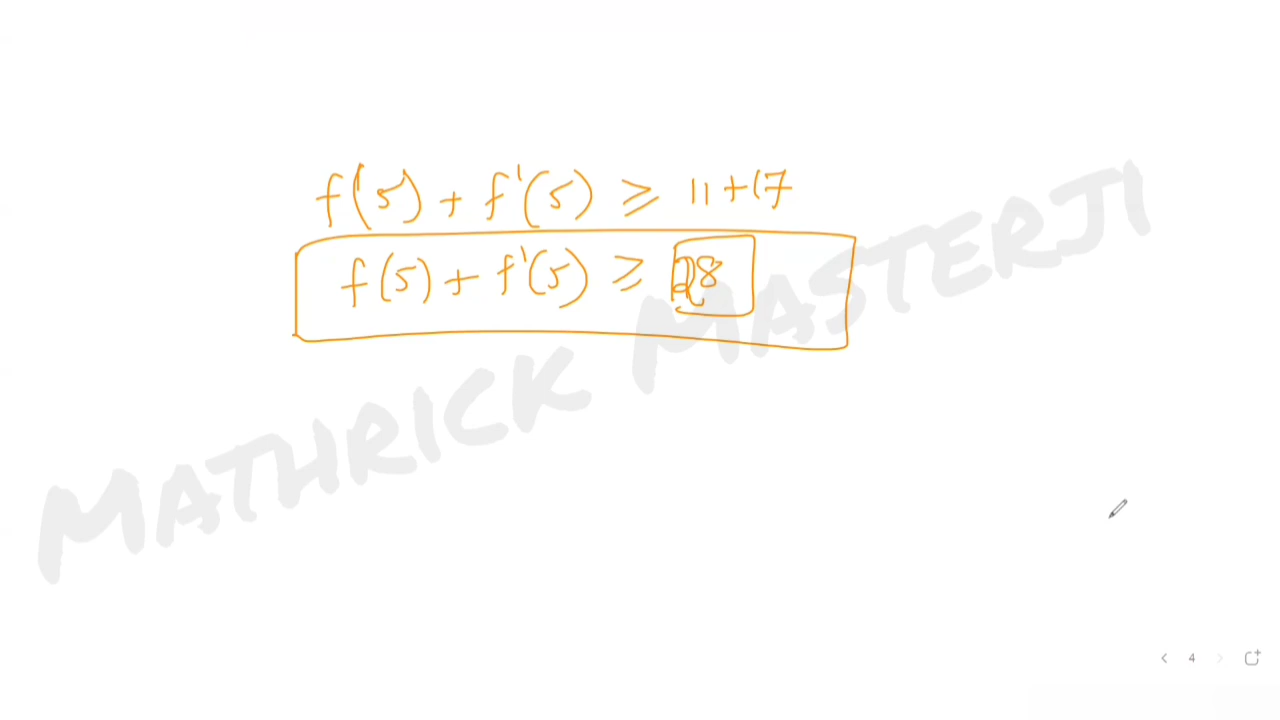 f(5) + f'(5) ≥ 11+17
f(5) + f'(5) ≥ 28
MATHRICK MASTERJI
4